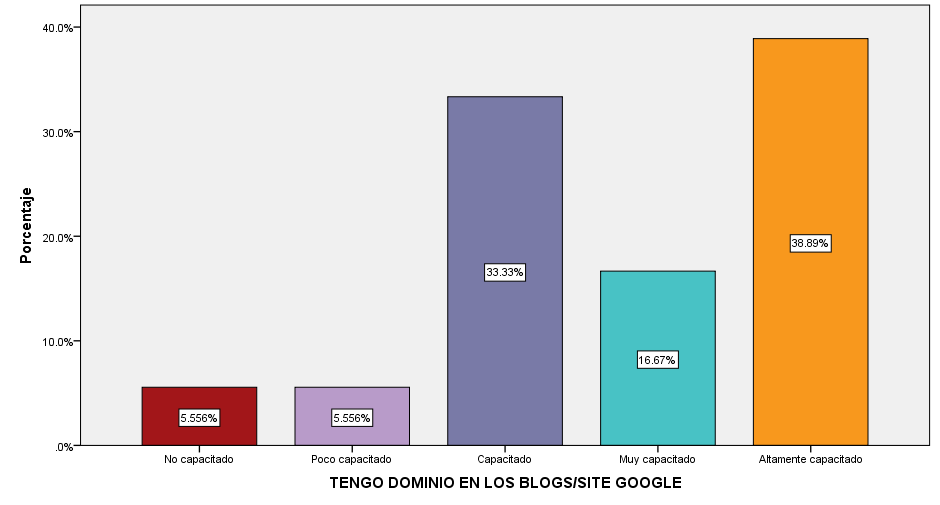 40.0%
30.0%
20.0%
10.0%
.0%
Porcentaje
5.556%
5.556%
33.33%
16.67%
38.89%
No capacitado
Poco capacitado
Capacitado
Muy capacitado
Altamente capacitado
TENGO DOMINIO EN LOS BLOGS/SITE GOOGLE